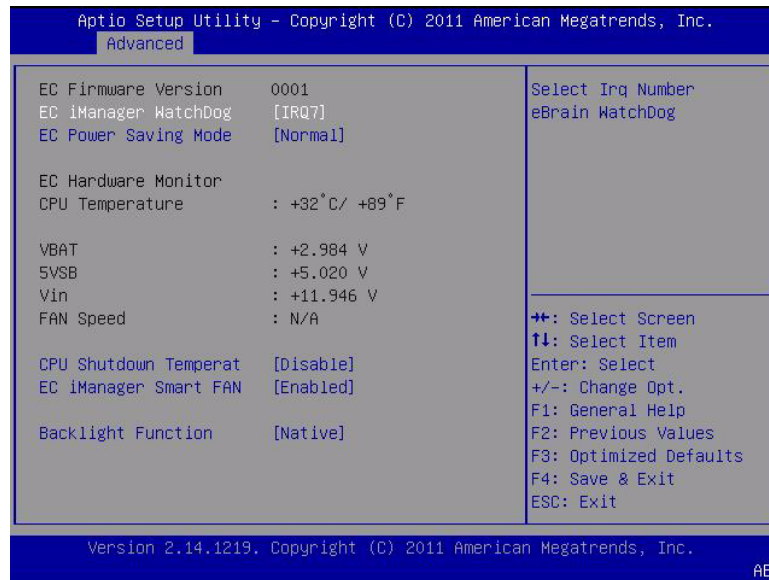 Aptio Setup Utility – Copyright (C) 2011 American Megatrends, Inc.
Advanced
EC Firmware Version 0001
EC iManager WatchDog [IRQ7]
EC Power Saving Mode [Normal]
EC Hardware Monitor
CPU Temperature : +32°C/ +89°F
VBAT : +2.984 V
5VSB : +5.020 V
Vin : +11.946 V
FAN Speed : N/A
CPU Shutdown Temperat [Disable]
EC iManager Smart FAN [Enabled]
Backlight Function [Native]
Select Irq Number
eBrain WatchDog
→←: Select Screen
↑↓: Select Item
Enter: Select
+/-: Change Opt.
F1: General Help
F2: Previous Values
F3: Optimized Defaults
F4: Save & Exit
ESC: Exit
Version 2.14.1219. Copyright (C) 2011 American Megatrends, Inc.
AB